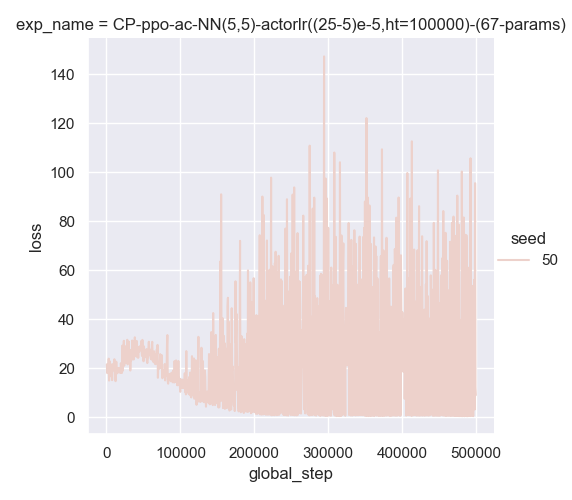 exp_name = CP-ppo-ac-NN(5,5)-actorlr((25-5)e-5,ht=100000)-(67-params)
140
120
100
80
60
40
20
0
loss
seed
50
0 100000 200000 300000 400000 500000
global_step